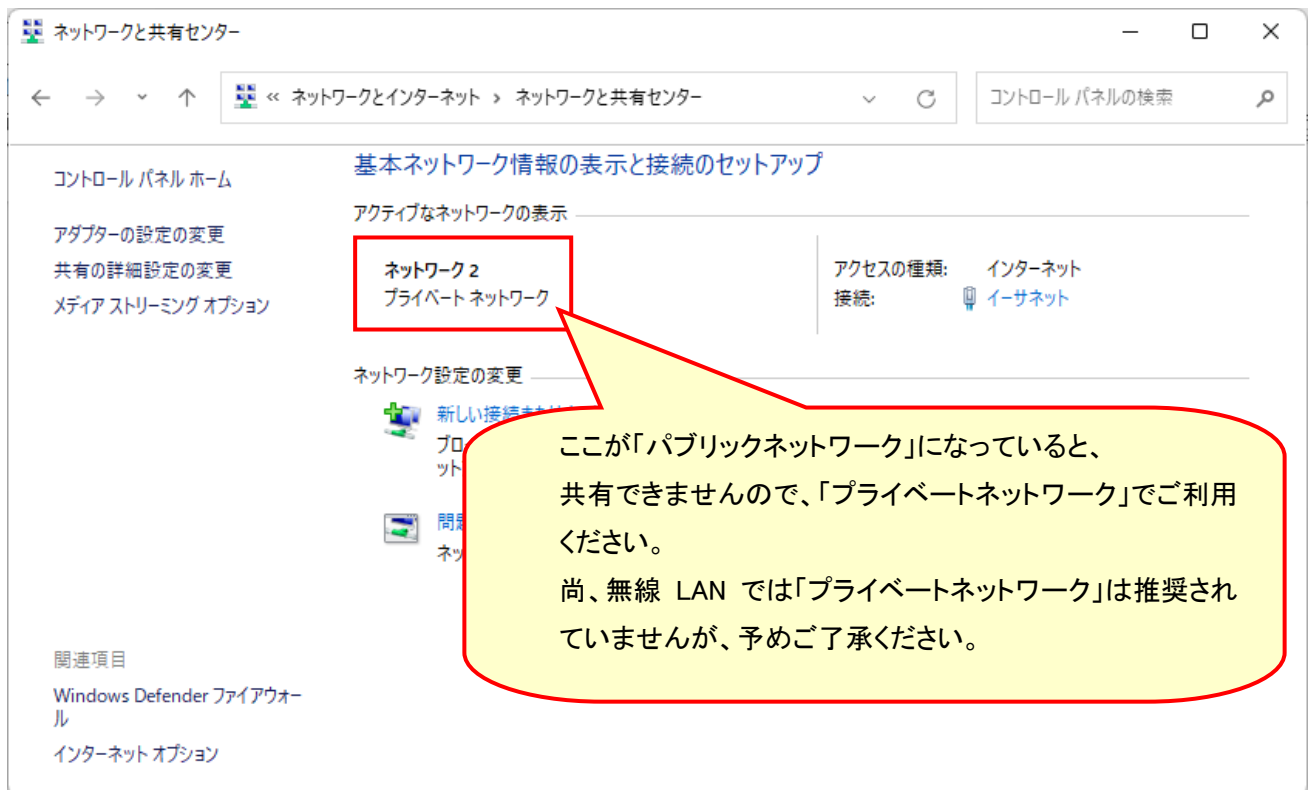 ネットワークと共有センター
« ネットワークとインターネット › ネットワークと共有センター
コントロール パネルの検索
コントロール パネル ホーム
アダプターの設定の変更
共有の詳細設定の変更
メディア ストリーミング オプション
基本ネットワーク情報の表示と接続のセットアップ
アクティブなネットワークの表示
ネットワーク 2
プライベート ネットワーク
アクセスの種類: インターネット
接続: イーサネット
ネットワーク設定の変更
新しい接続
ブロー
ット
問題
ネッ
ここが「パブリックネットワーク」になっていると、
共有できませんので、「プライベートネットワーク」でご利用
ください。
尚、無線 LAN では「プライベートネットワーク」は推奨され
ていませんが、予めご了承ください。
関連項目
Windows Defender ファイアウォー
ル
インターネット オプション